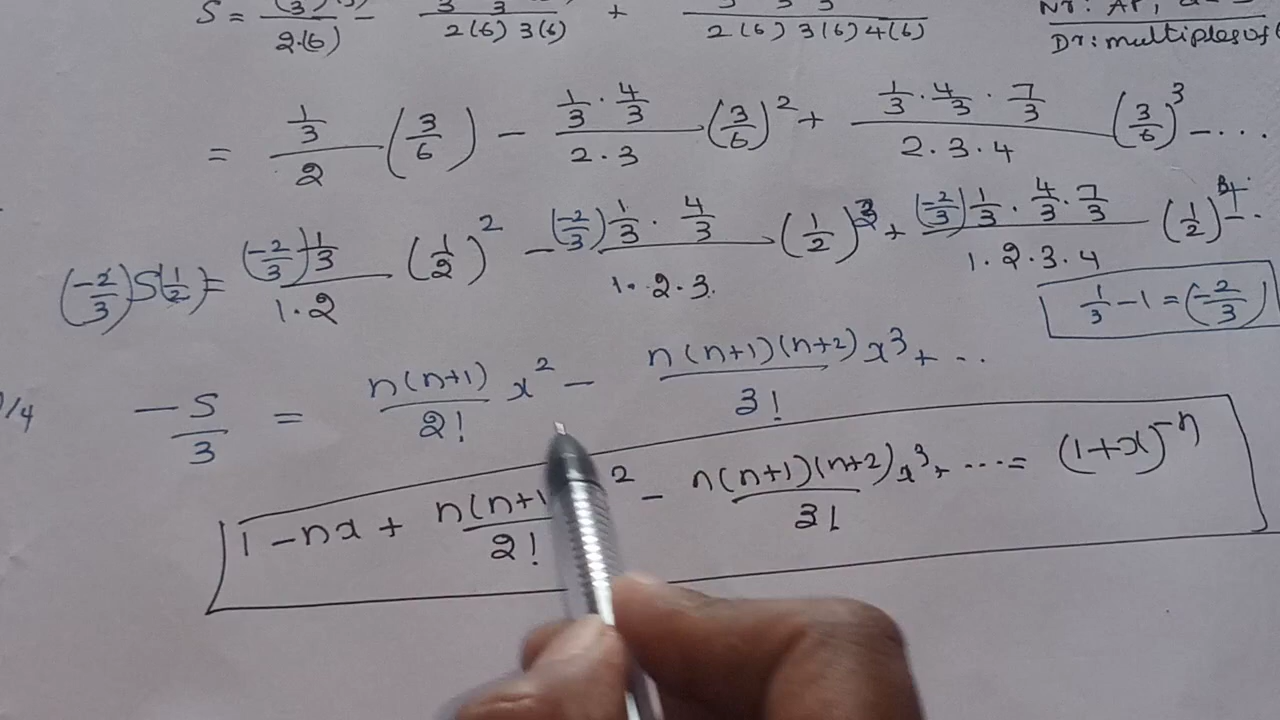 S = (3) / 2·(6) − 3 3 / 2(6) 3(6) + 3 3 3 / 2(6) 3(6) 4(6)
Nr: AP,
Dr: multiples of
= 1/3 / 2 (3/6) − 1/3 · 4/3 / 2·3 (3/6)² + 1/3 · 4/3 · 7/3 / 2·3·4 (3/6)³ − ....
(−2/3) S(1/2) = (−2/3) 1/3 / 1·2 (1/2)² − (−2/3) 1/3 · 4/3 / 1·2·3. (1/2)³ + (−2/3) 1/3 · 4/3 · 7/3 / 1·2·3·4 (1/2)⁴ − .
1/3 − 1 = (−2/3)
/4 −S/3 = n(n+1)/2! x² − n(n+1)(n+2)/3! x³ + ...
1 − nx + n(n+1 /2! ² − n(n+1)(n+2)/3! x³ + ... = (1+x)⁻ⁿ